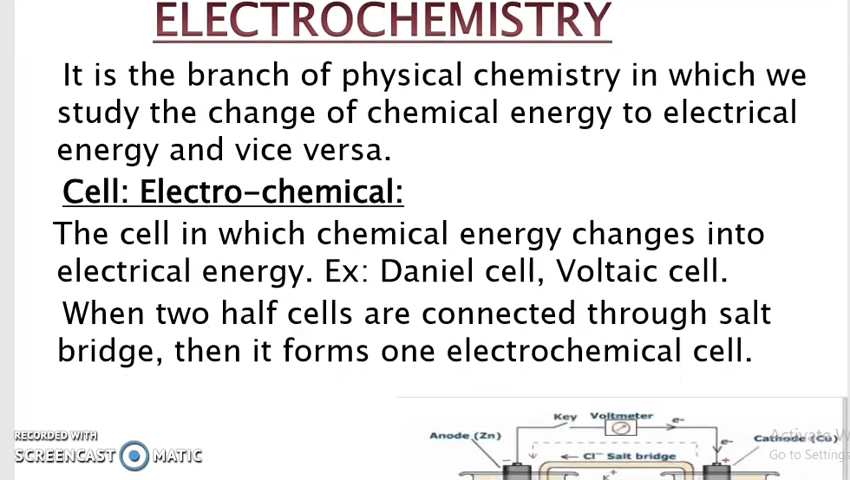 ELECTROCHEMISTRY
It is the branch of physical chemistry in which we
study the change of chemical energy to electrical
energy and vice versa.
Cell: Electro-chemical:
The cell in which chemical energy changes into
electrical energy. Ex: Daniel cell, Voltaic cell.
When two half cells are connected through salt
bridge, then it forms one electrochemical cell.
Key Voltmeter e-
Anode (Zn) e- Cathode (Cu)
Activate W
Cl⁻ Salt bridge
Go to Settings
- K⁺ +
RECORDED WITH
SCREENCAST MATIC